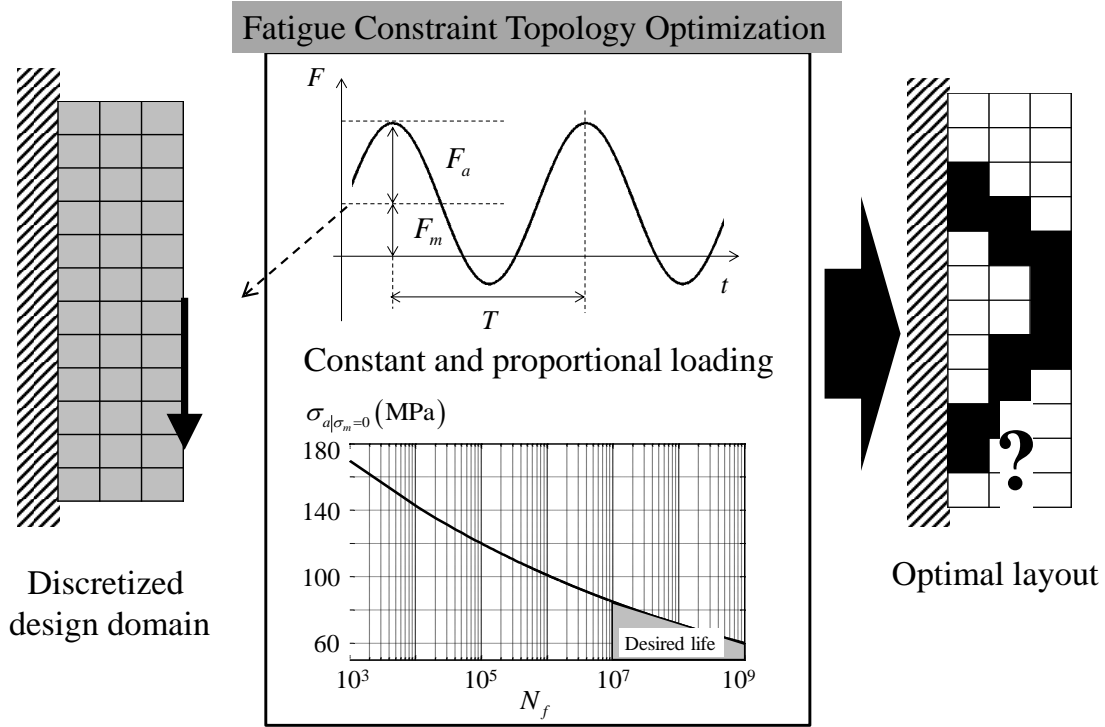 Fatigue Constraint Topology Optimization
F
F_a
F_m
t
T
Constant and proportional loading
σ_{a|σ_m=0} (MPa)
180
140
100
60
Desired life
10^3 10^5 10^7 10^9
N_f
Discretized
design domain
?
Optimal layout